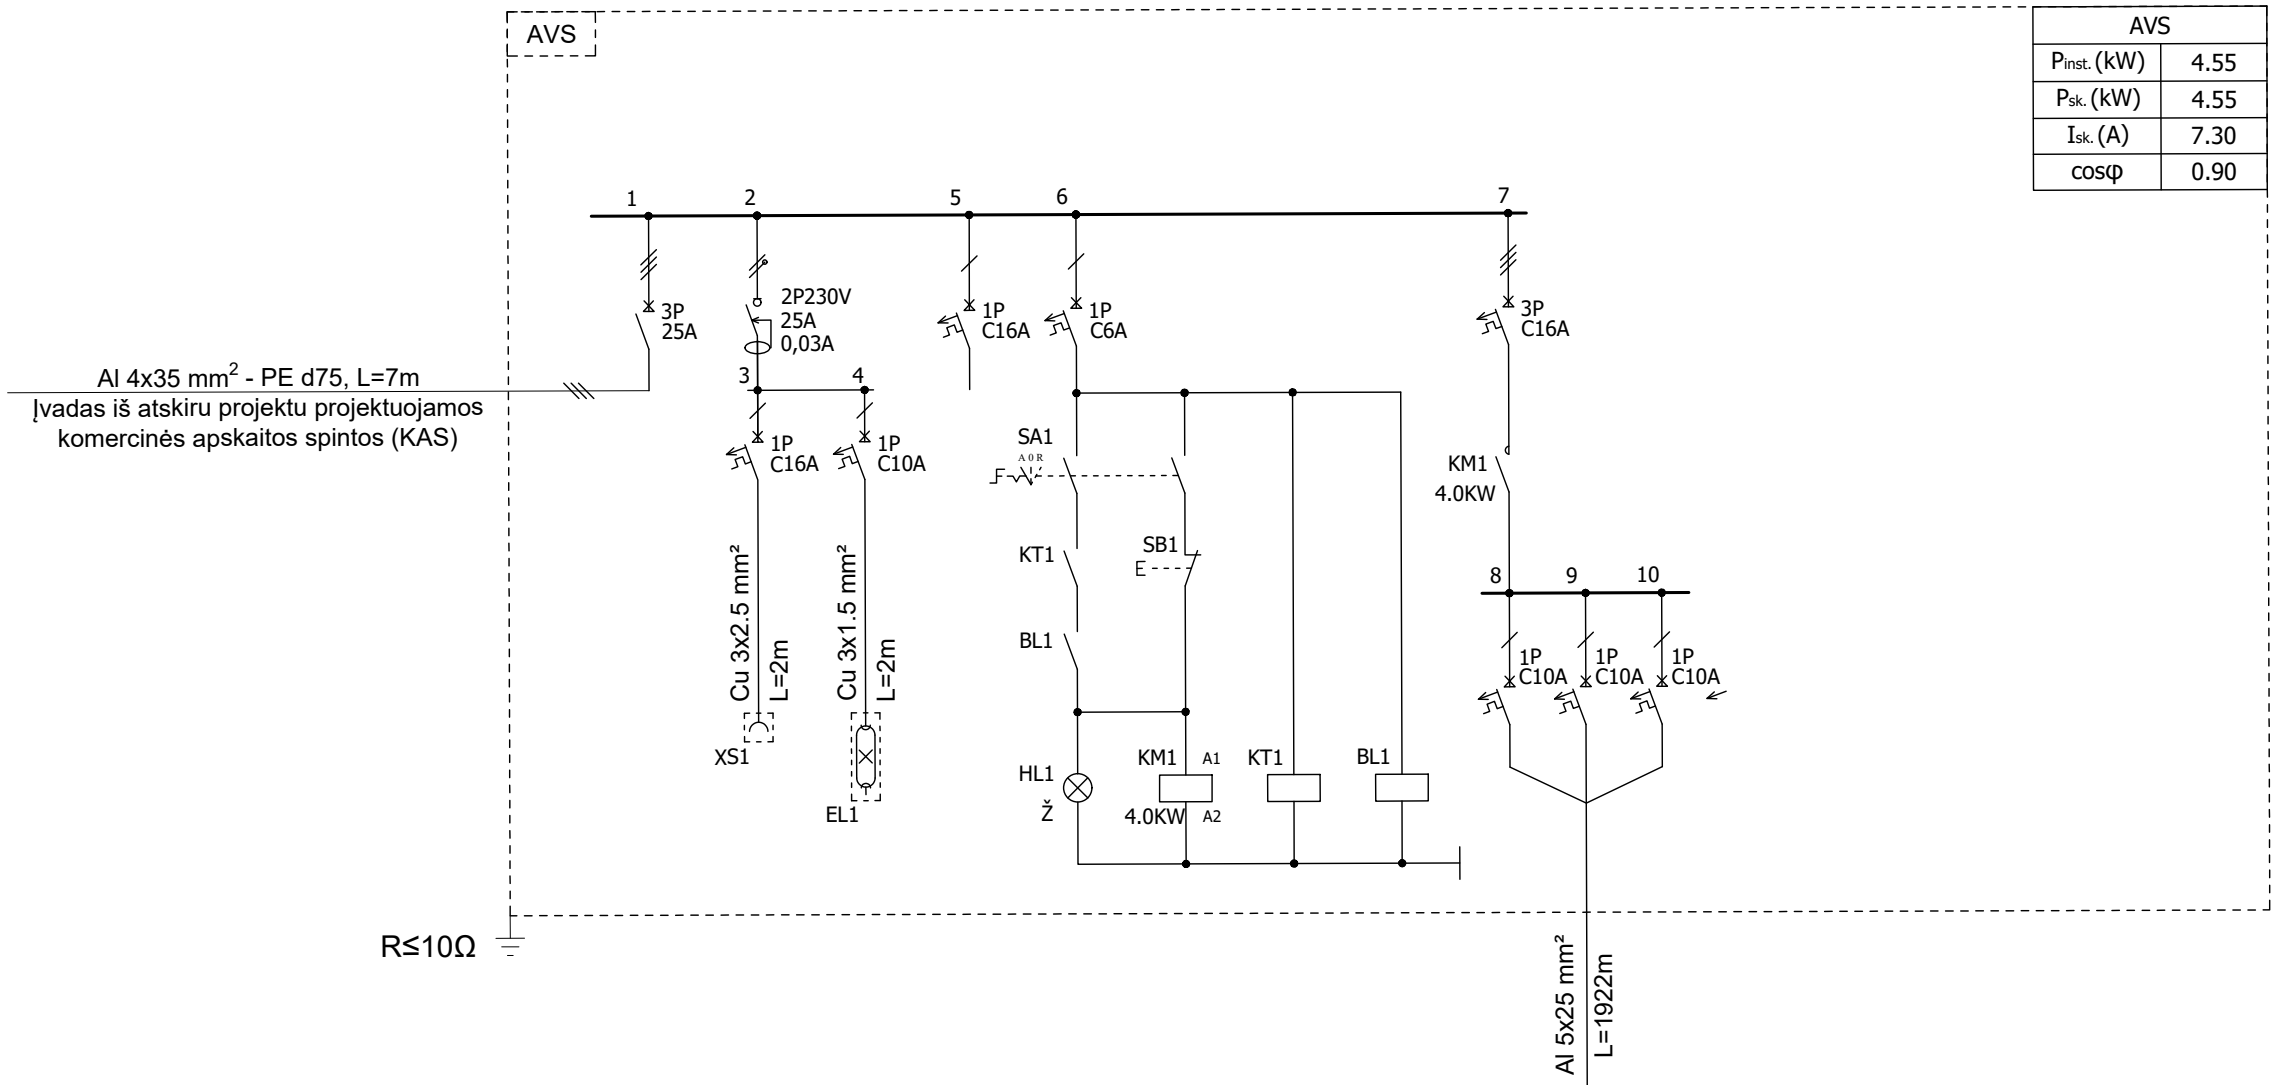 AVS
AVS
Pinst. (kW) 4.55
Psk. (kW) 4.55
Isk. (A) 7.30
cosφ 0.90
1 2 5 6 7
3P
25A
2P230V
25A
0,03A
1P
C16A
1P
C6A
3P
C16A
Al 4x35 mm² - PE d75, L=7m
Įvadas iš atskiru projektu projektuojamos
komercinės apskaitos spintos (KAS)
3 4
1P
C16A
1P
C10A
SA1
A 0 R
KM1
4.0KW
KT1
SB1
E
BL1
Cu 3x2.5 mm²
L=2m
Cu 3x1.5 mm²
L=2m
8 9 10
1P
C10A
1P
C10A
1P
C10A
XS1
EL1
HL1
Ž
KM1 A1
4.0KW A2
KT1
BL1
R≤10Ω
Al 5x25 mm²
L=1922m